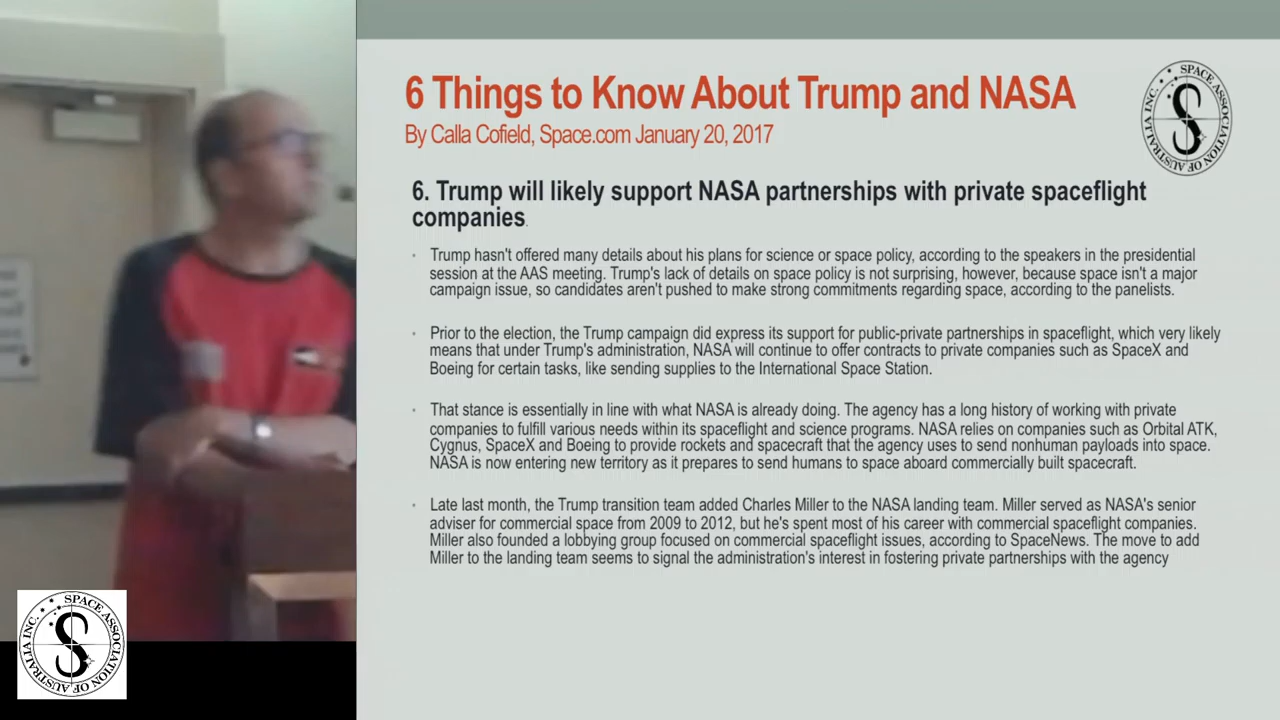 6 Things to Know About Trump and NASA
By Calla Cofield, Space.com January 20, 2017
SPACE ASSOCIATION OF AUSTRALIA INC.
S
6. Trump will likely support NASA partnerships with private spaceflight
companies.
• Trump hasn't offered many details about his plans for science or space policy, according to the speakers in the presidential
session at the AAS meeting. Trump's lack of details on space policy is not surprising, however, because space isn't a major
campaign issue, so candidates aren't pushed to make strong commitments regarding space, according to the panelists.
• Prior to the election, the Trump campaign did express its support for public-private partnerships in spaceflight, which very likely
means that under Trump's administration, NASA will continue to offer contracts to private companies such as SpaceX and
Boeing for certain tasks, like sending supplies to the International Space Station.
• That stance is essentially in line with what NASA is already doing. The agency has a long history of working with private
companies to fulfill various needs within its spaceflight and science programs. NASA relies on companies such as Orbital ATK,
Cygnus, SpaceX and Boeing to provide rockets and spacecraft that the agency uses to send nonhuman payloads into space.
NASA is now entering new territory as it prepares to send humans to space aboard commercially built spacecraft.
• Late last month, the Trump transition team added Charles Miller to the NASA landing team. Miller served as NASA's senior
adviser for commercial space from 2009 to 2012, but he's spent most of his career with commercial spaceflight companies.
Miller also founded a lobbying group focused on commercial spaceflight issues, according to SpaceNews. The move to add
Miller to the landing team seems to signal the administration's interest in fostering private partnerships with the agency
SPACE ASSOCIATION OF AUSTRALIA INC.
S